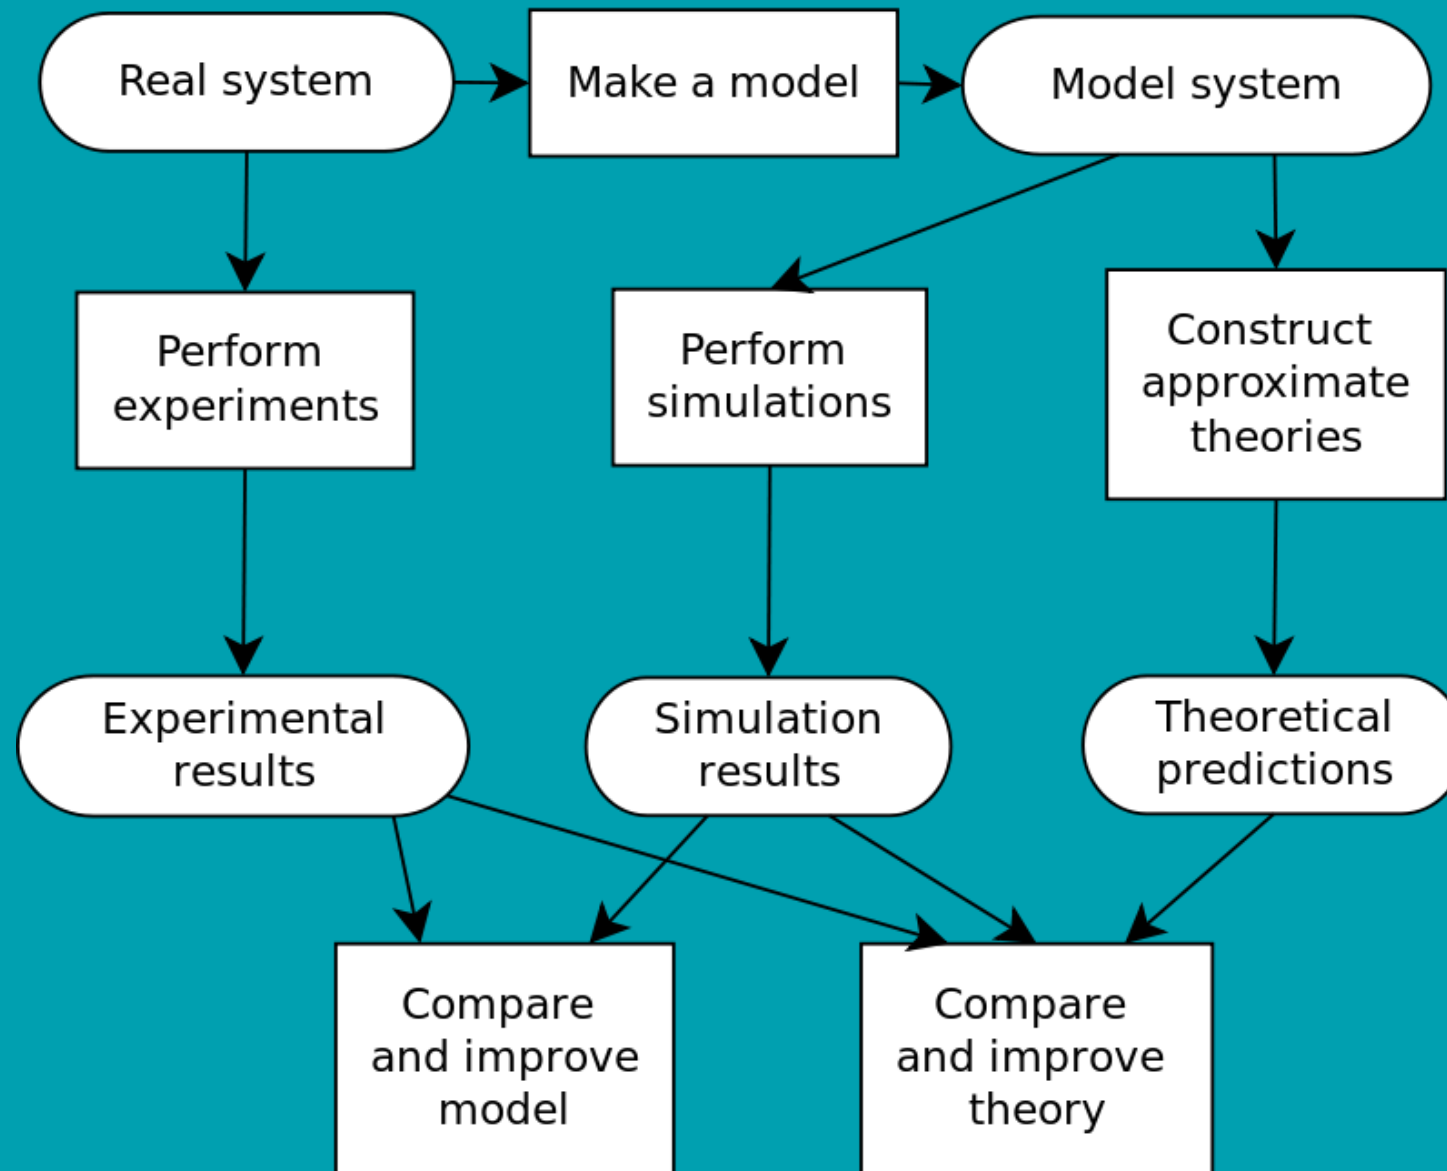 Real system
Make a model
Model system
Perform
experiments
Perform
simulations
Construct
approximate
theories
Experimental
results
Simulation
results
Theoretical
predictions
Compare
and improve
model
Compare
and improve
theory